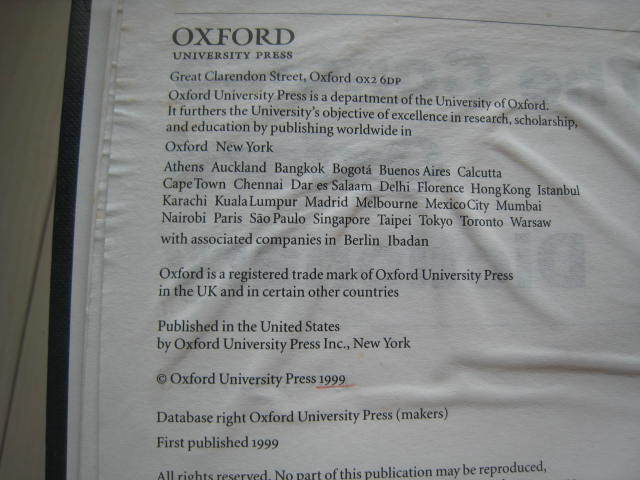 OXFORD
UNIVERSITY PRESS
Great Clarendon Street, Oxford OX2 6DP
Oxford University Press is a department of the University of Oxford.
It furthers the University's objective of excellence in research, scholarship,
and education by publishing worldwide in
Oxford New York
Athens Auckland Bangkok Bogotá Buenos Aires Calcutta
Cape Town Chennai Dar es Salaam Delhi Florence Hong Kong Istanbul
Karachi Kuala Lumpur Madrid Melbourne Mexico City Mumbai
Nairobi Paris São Paulo Singapore Taipei Tokyo Toronto Warsaw
with associated companies in Berlin Ibadan
Oxford is a registered trade mark of Oxford University Press
in the UK and in certain other countries
Published in the United States
by Oxford University Press Inc., New York
© Oxford University Press 1999
Database right Oxford University Press (makers)
First published 1999
All rights reserved. No part of this publication may be reproduced,